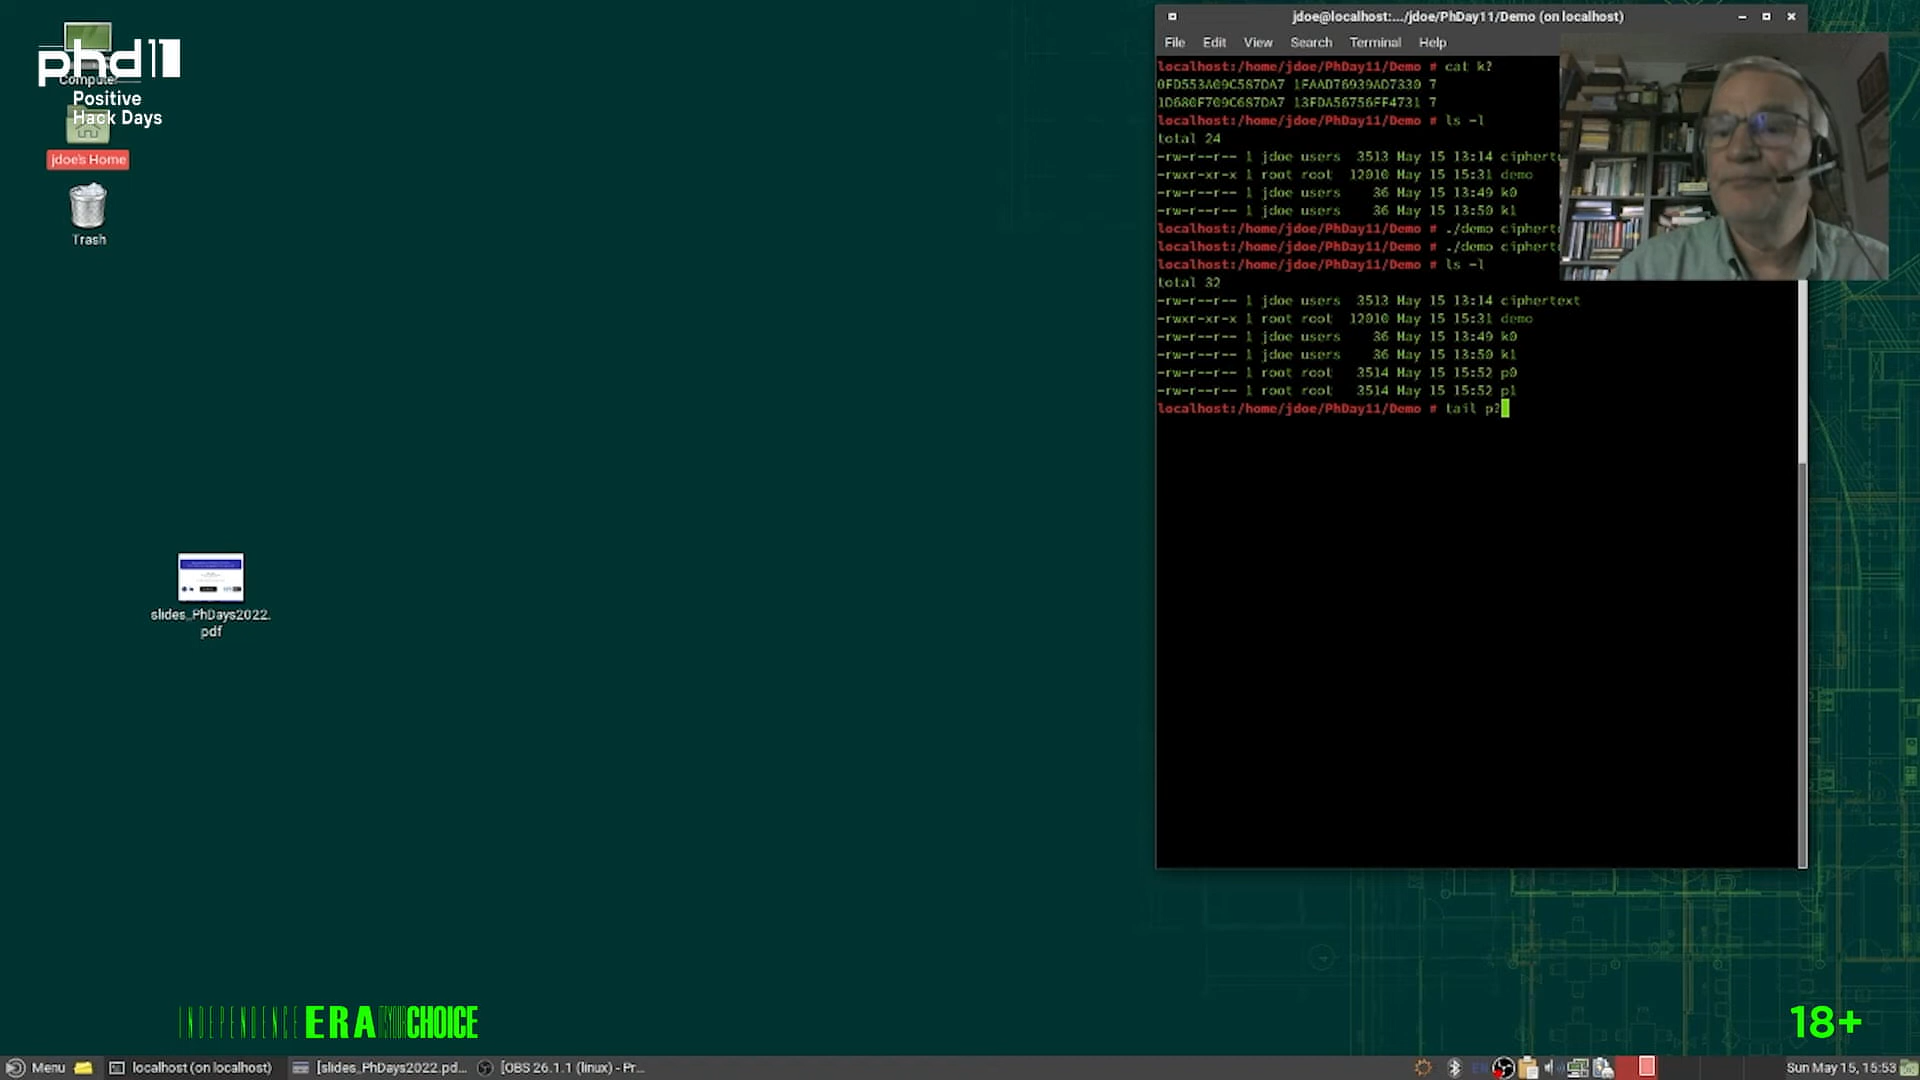 phd11
Computer
Positive
Hack Days
jdoe's Home
Trash
slides_PhDays2022.
pdf
jdoe@localhost:.../jdoe/PhDay11/Demo (on localhost)
File Edit View Search Terminal Help
localhost:/home/jdoe/PhDay11/Demo # cat k?
0FD553A09C587DA7 1FAAD76939AD7330 7
1D680F709C687DA7 13FDA56756FF4731 7
localhost:/home/jdoe/PhDay11/Demo # ls -l
total 24
-rw-r--r-- 1 jdoe users 3513 May 15 13:14 ciphert
-rwxr-xr-x 1 root root 12010 May 15 15:31 demo
-rw-r--r-- 1 jdoe users 36 May 15 13:49 k0
-rw-r--r-- 1 jdoe users 36 May 15 13:50 k1
localhost:/home/jdoe/PhDay11/Demo # ./demo ciphert
localhost:/home/jdoe/PhDay11/Demo # ./demo ciphert
localhost:/home/jdoe/PhDay11/Demo # ls -l
total 32
-rw-r--r-- 1 jdoe users 3513 May 15 13:14 ciphertext
-rwxr-xr-x 1 root root 12010 May 15 15:31 demo
-rw-r--r-- 1 jdoe users 36 May 15 13:49 k0
-rw-r--r-- 1 jdoe users 36 May 15 13:50 k1
-rw-r--r-- 1 root root 3514 May 15 15:52 p0
-rw-r--r-- 1 root root 3514 May 15 15:52 p1
localhost:/home/jdoe/PhDay11/Demo # tail p?
INDEPENDENCE ERA IT'S YOUR CHOICE
18+
Menu localhost (on localhost) [slides_PhDays2022.pd... [OBS 26.1.1 (linux) - Pr... Sun May 15, 15:53